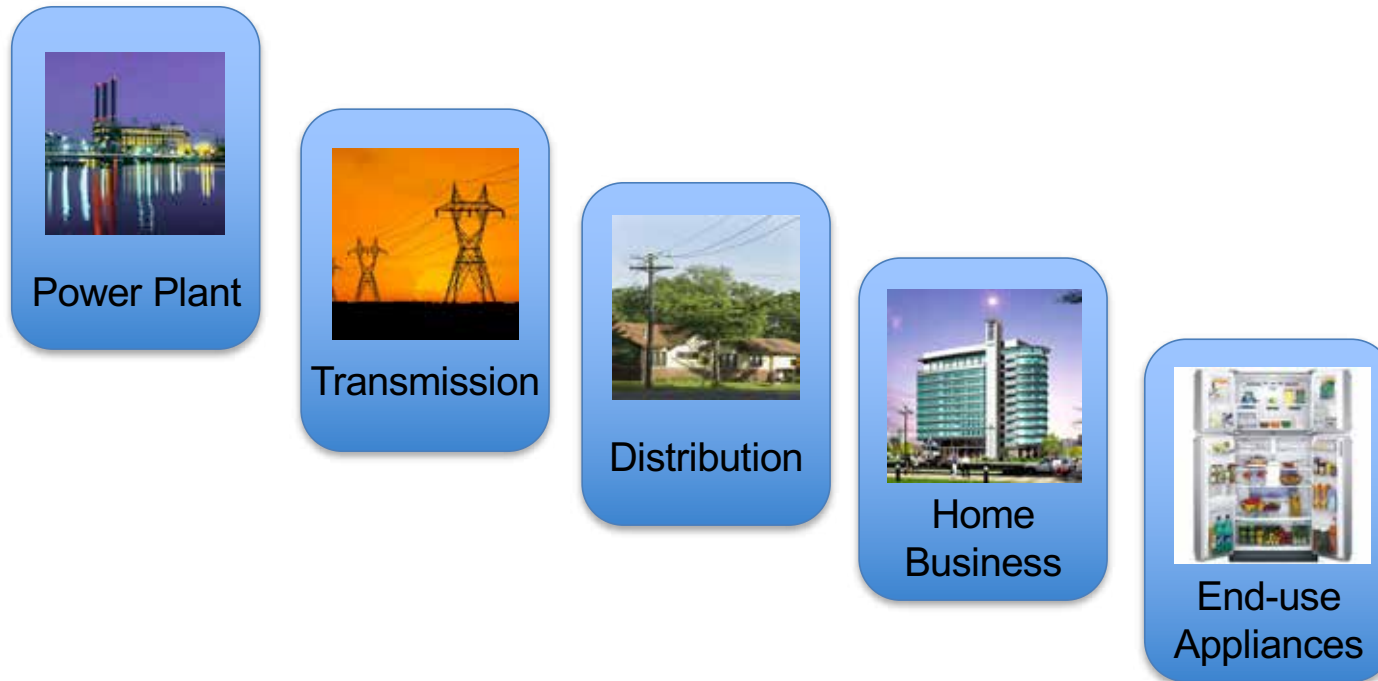 Power Plant
Transmission
Distribution
Home
Business
End-use
Appliances